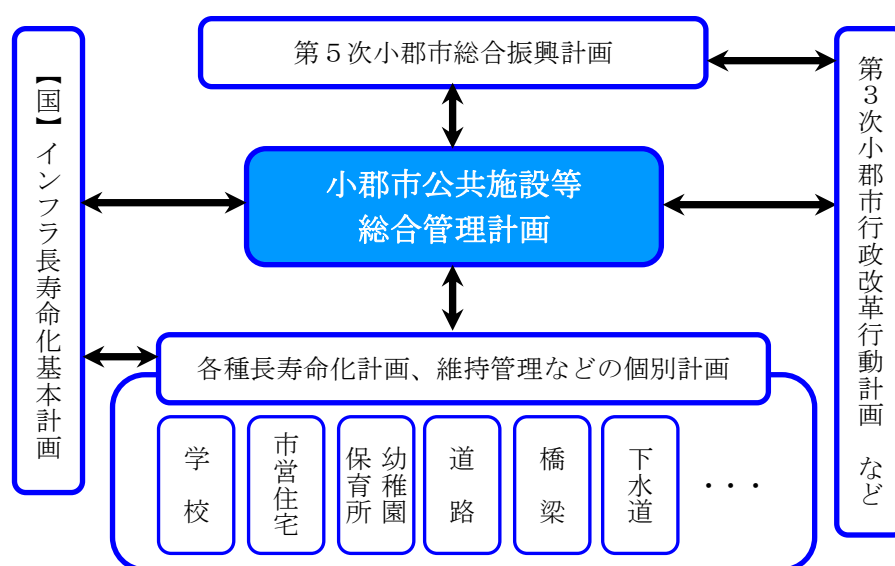 第５次小郡市総合振興計画
【国】インフラ長寿命化基本計画
小郡市公共施設等
総合管理計画
第３次小郡市行政改革行動計画　など
各種長寿命化計画、維持管理などの個別計画
学校
市営住宅
幼稚園
保育所
道路
橋梁
下水道
・・・